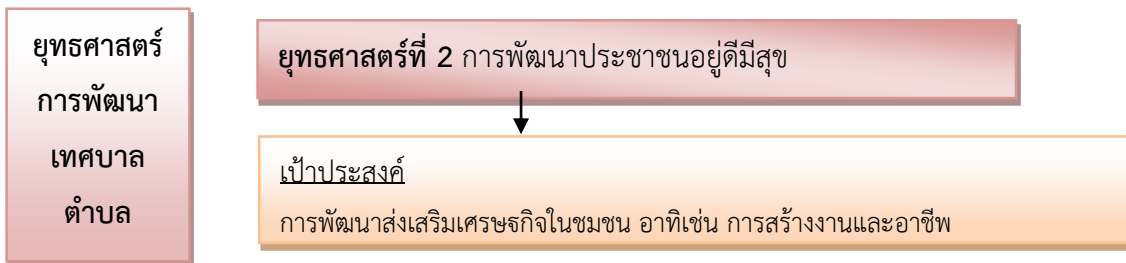 ยุทธศาสตร์
การพัฒนา
เทศบาล
ตำบล
ยุทธศาสตร์ที่ 2 การพัฒนาประชาชนอยู่ดีมีสุข
เป้าประสงค์
การพัฒนาส่งเสริมเศรษฐกิจในชมชน อาทิเช่น การสร้างงานและอาชีพ